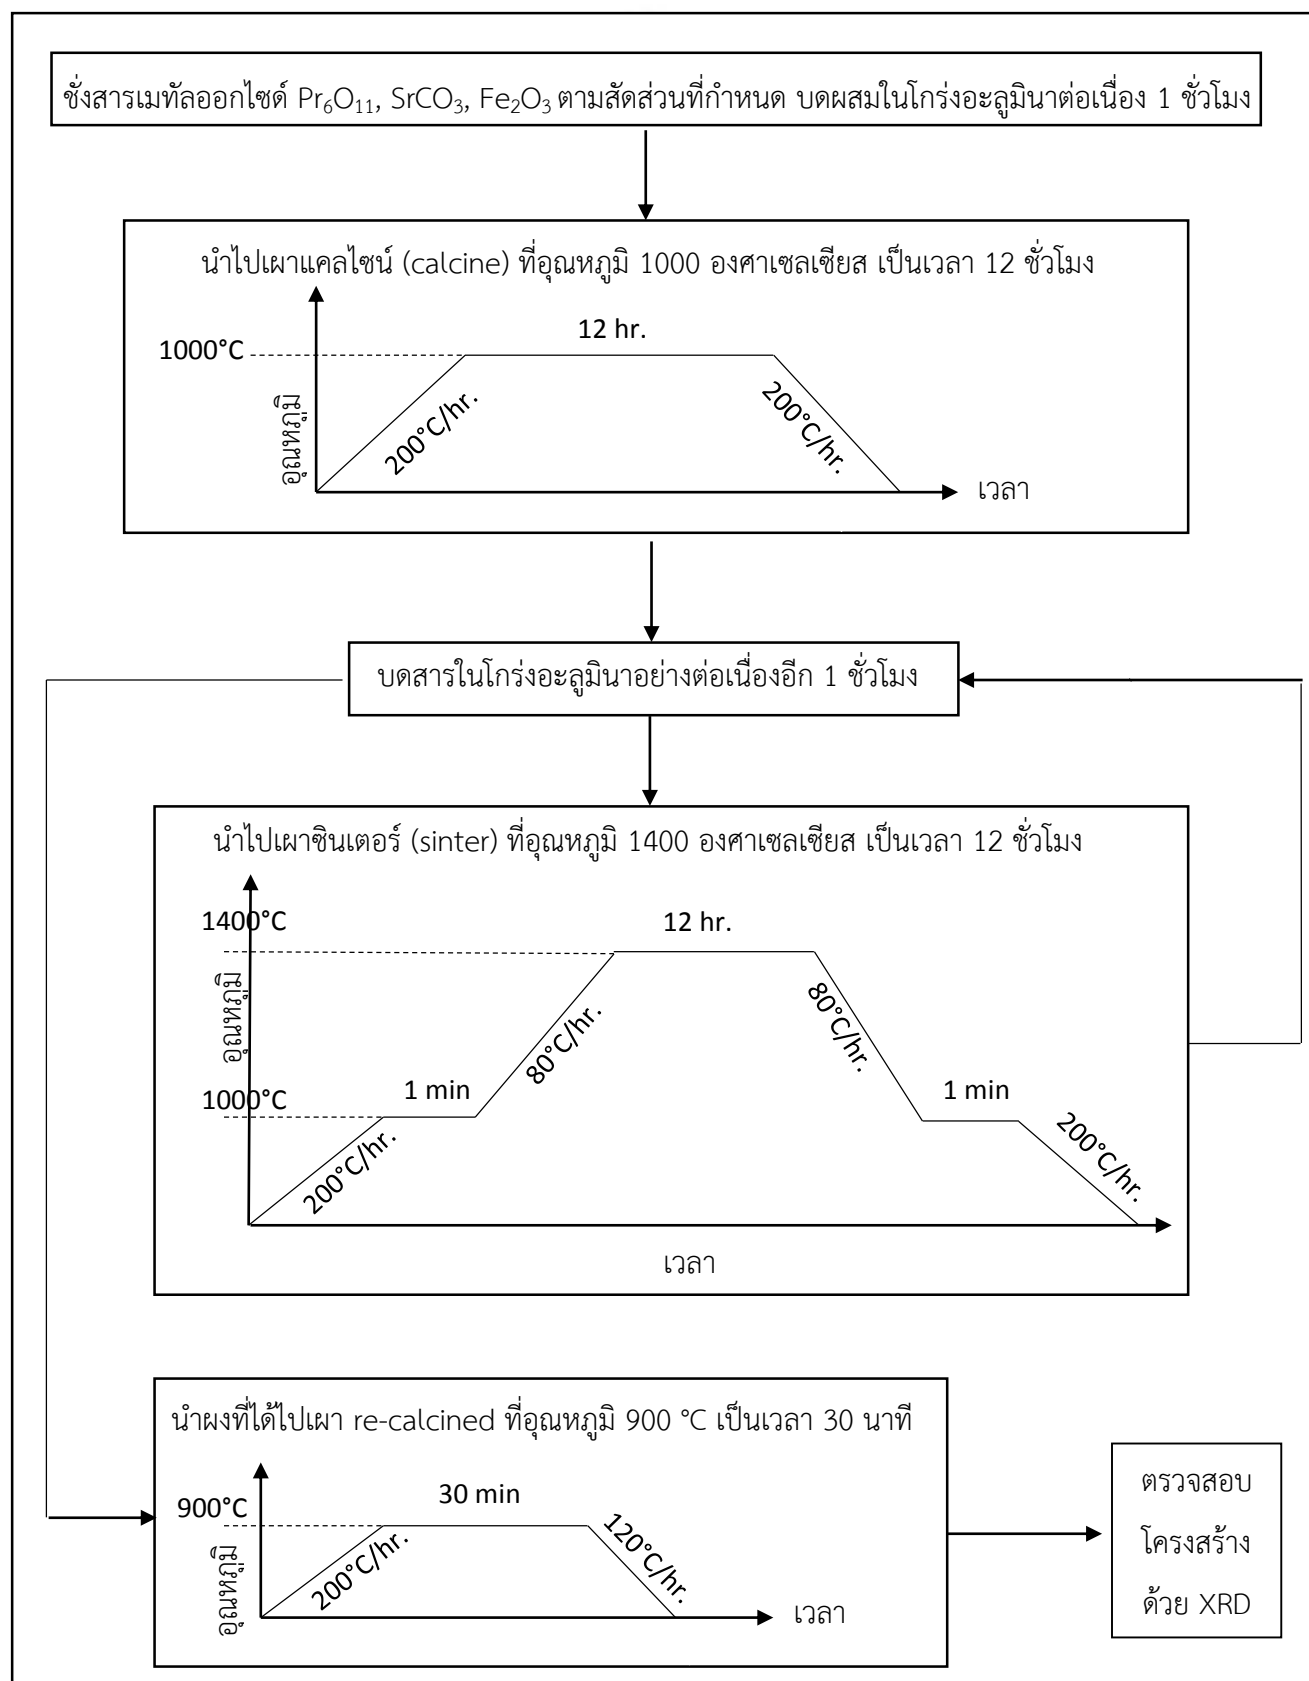 ชั่งสารเมทัลออกไซด์ Pr₆O₁₁, SrCO₃, Fe₂O₃ ตามสัดส่วนที่กำหนด บดผสมในโกร่งอะลูมินาต่อเนื่อง 1 ชั่วโมง
นำไปเผาแคลไซน์ (calcine) ที่อุณหภูมิ 1000 องศาเซลเซียส เป็นเวลา 12 ชั่วโมง
12 hr.
1000°C
อุณหภูมิ
200°C/hr.
200°C/hr.
เวลา
บดสารในโกร่งอะลูมินาอย่างต่อเนื่องอีก 1 ชั่วโมง
นำไปเผาซินเตอร์ (sinter) ที่อุณหภูมิ 1400 องศาเซลเซียส เป็นเวลา 12 ชั่วโมง
1400°C
12 hr.
อุณหภูมิ
80°C/hr.
80°C/hr.
1000°C
1 min
1 min
200°C/hr.
200°C/hr.
เวลา
นำผงที่ได้ไปเผา re-calcined ที่อุณหภูมิ 900 °C เป็นเวลา 30 นาที
900°C
30 min
อุณหภูมิ
200°C/hr.
120°C/hr.
เวลา
ตรวจสอบ
โครงสร้าง
ด้วย XRD